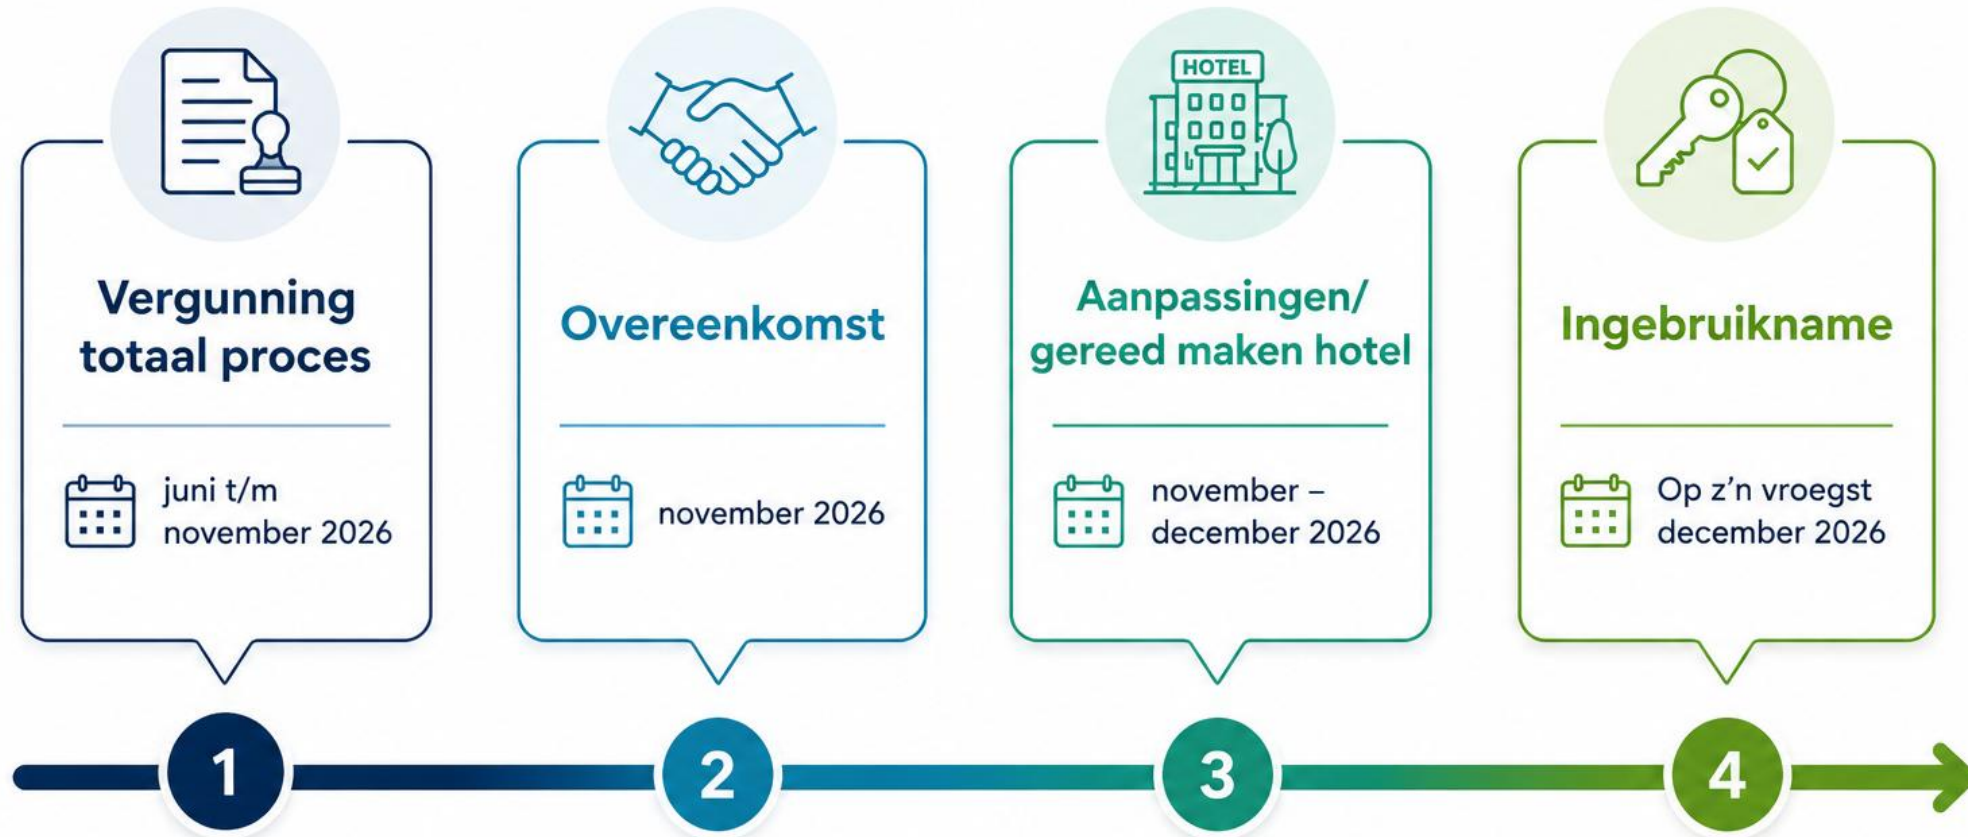 HOTEL
Vergunning
totaal proces
juni t/m
november 2026
Overeenkomst
november 2026
Aanpassingen/
gereed maken hotel
november –
december 2026
Ingebruikname
Op z’n vroegst
december 2026
1
2
3
4